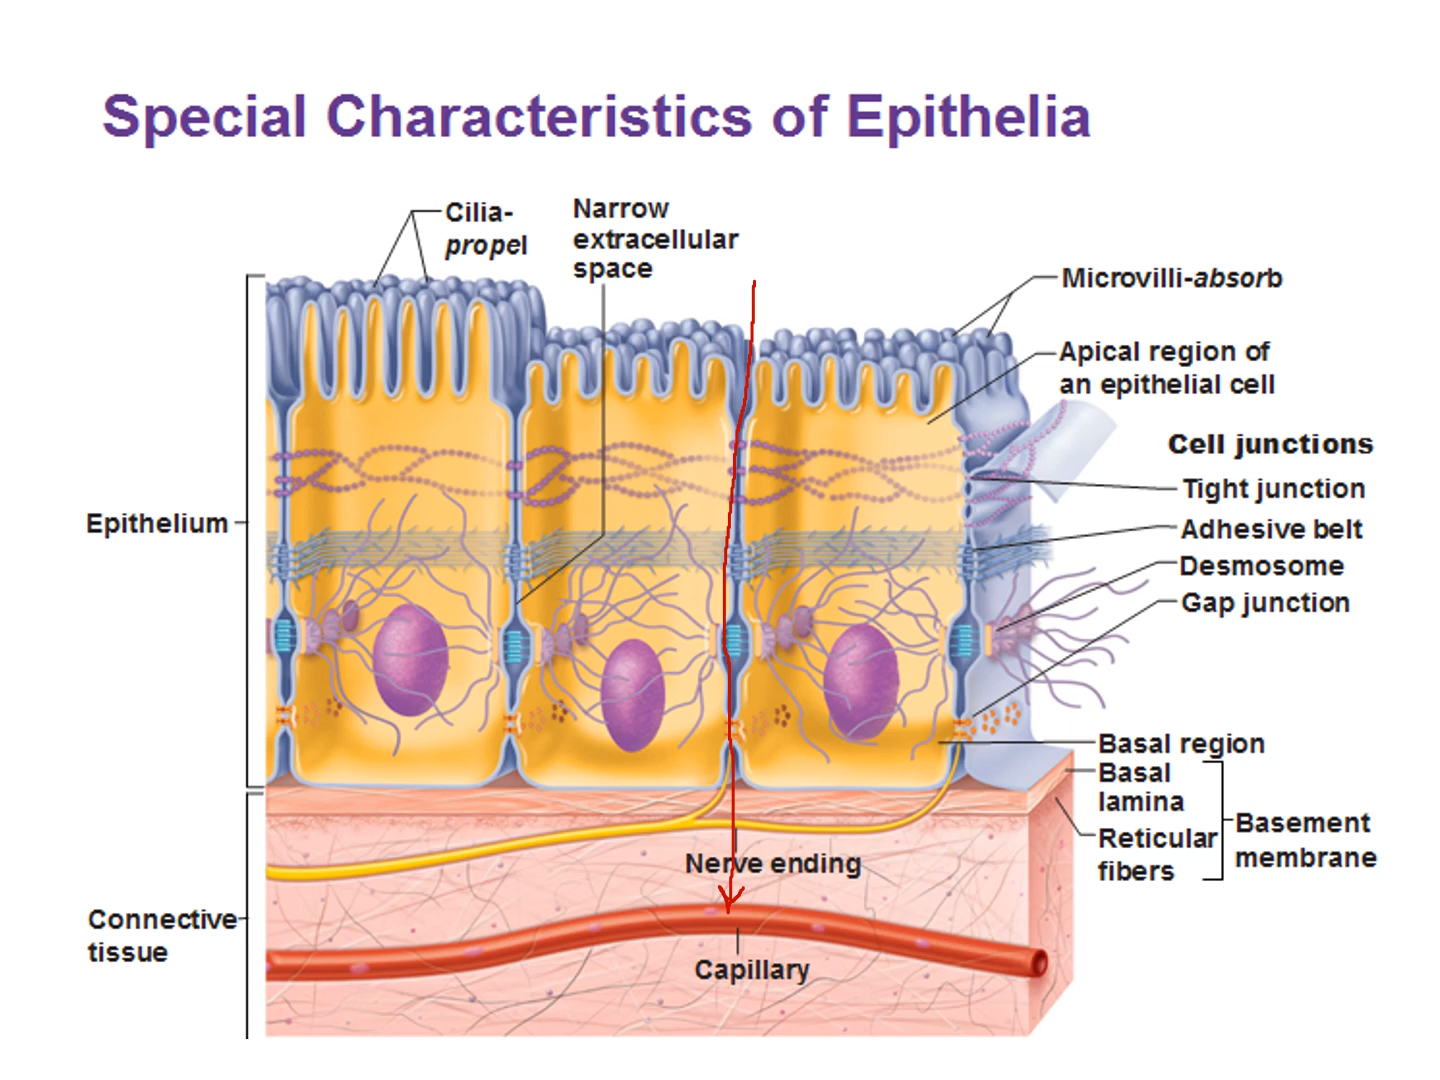 Special Characteristics of Epithelia
Cilia-
propel
Narrow
extracellular
space
Microvilli-absorb
Apical region of
an epithelial cell
Cell junctions
Tight junction
Adhesive belt
Desmosome
Gap junction
Epithelium
Basal region
Basal
lamina
Reticular
fibers
Basement
membrane
Nerve ending
Connective
tissue
Capillary